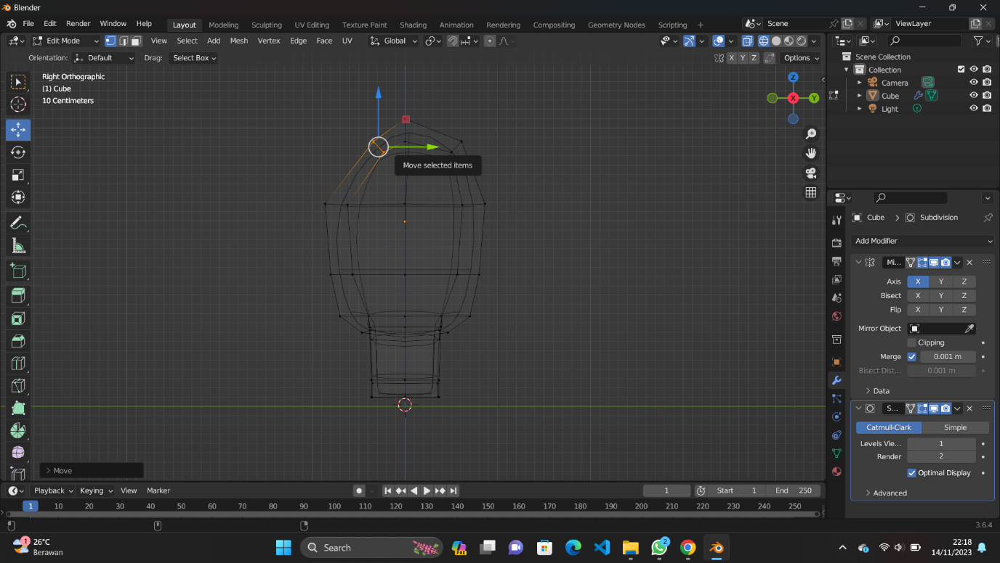 Blender
File Edit Render Window Help Layout Modeling Sculpting UV Editing Texture Paint Shading Animation Rendering Compositing Geometry Nodes Scripting + Scene ViewLayer
Edit Mode View Select Add Mesh Vertex Edge Face UV Global
Orientation: Default Drag: Select Box X Y Z Options
Right Orthographic
(1) Cube
10 Centimeters
Z
X Y
Move selected items
Move
Scene Collection
Collection
Camera
Cube
Light
Cube > Subdivision
Add Modifier
Mi...
Axis X Y Z
Bisect X Y Z
Flip X Y Z
Mirror Object
Clipping
Merge 0.001 m
Bisect Dist... 0.001 m
Data
S...
Catmull-Clark Simple
Levels Vie... 1
Render 2
Optimal Display
Advanced
Playback Keying View Marker 1 Start 1 End 250
1 10 20 30 40 50 60 70 80 90 100 110 120 130 140 150 160 170 180 190 200 210 220 230 240 250
3.6.4
1 26°C
Berawan
Search
PRE
2
22:18
14/11/2023